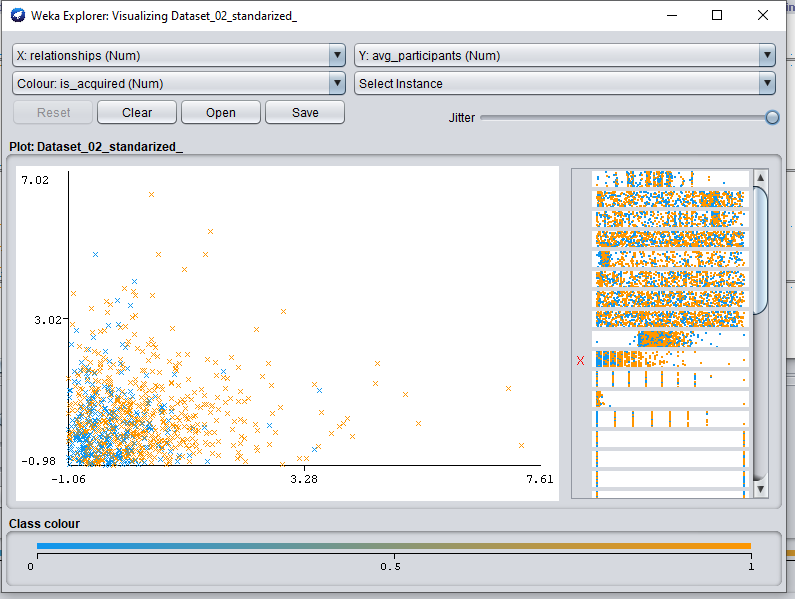 Weka Explorer: Visualizing Dataset_02_standarized_
X: relationships (Num)
Y: avg_participants (Num)
Colour: is_acquired (Num)
Select Instance
Reset
Clear
Open
Save
Jitter
Plot: Dataset_02_standarized_
7.02
3.02
-0.98
-1.06
3.28
7.61
X
Class colour
0
0.5
1